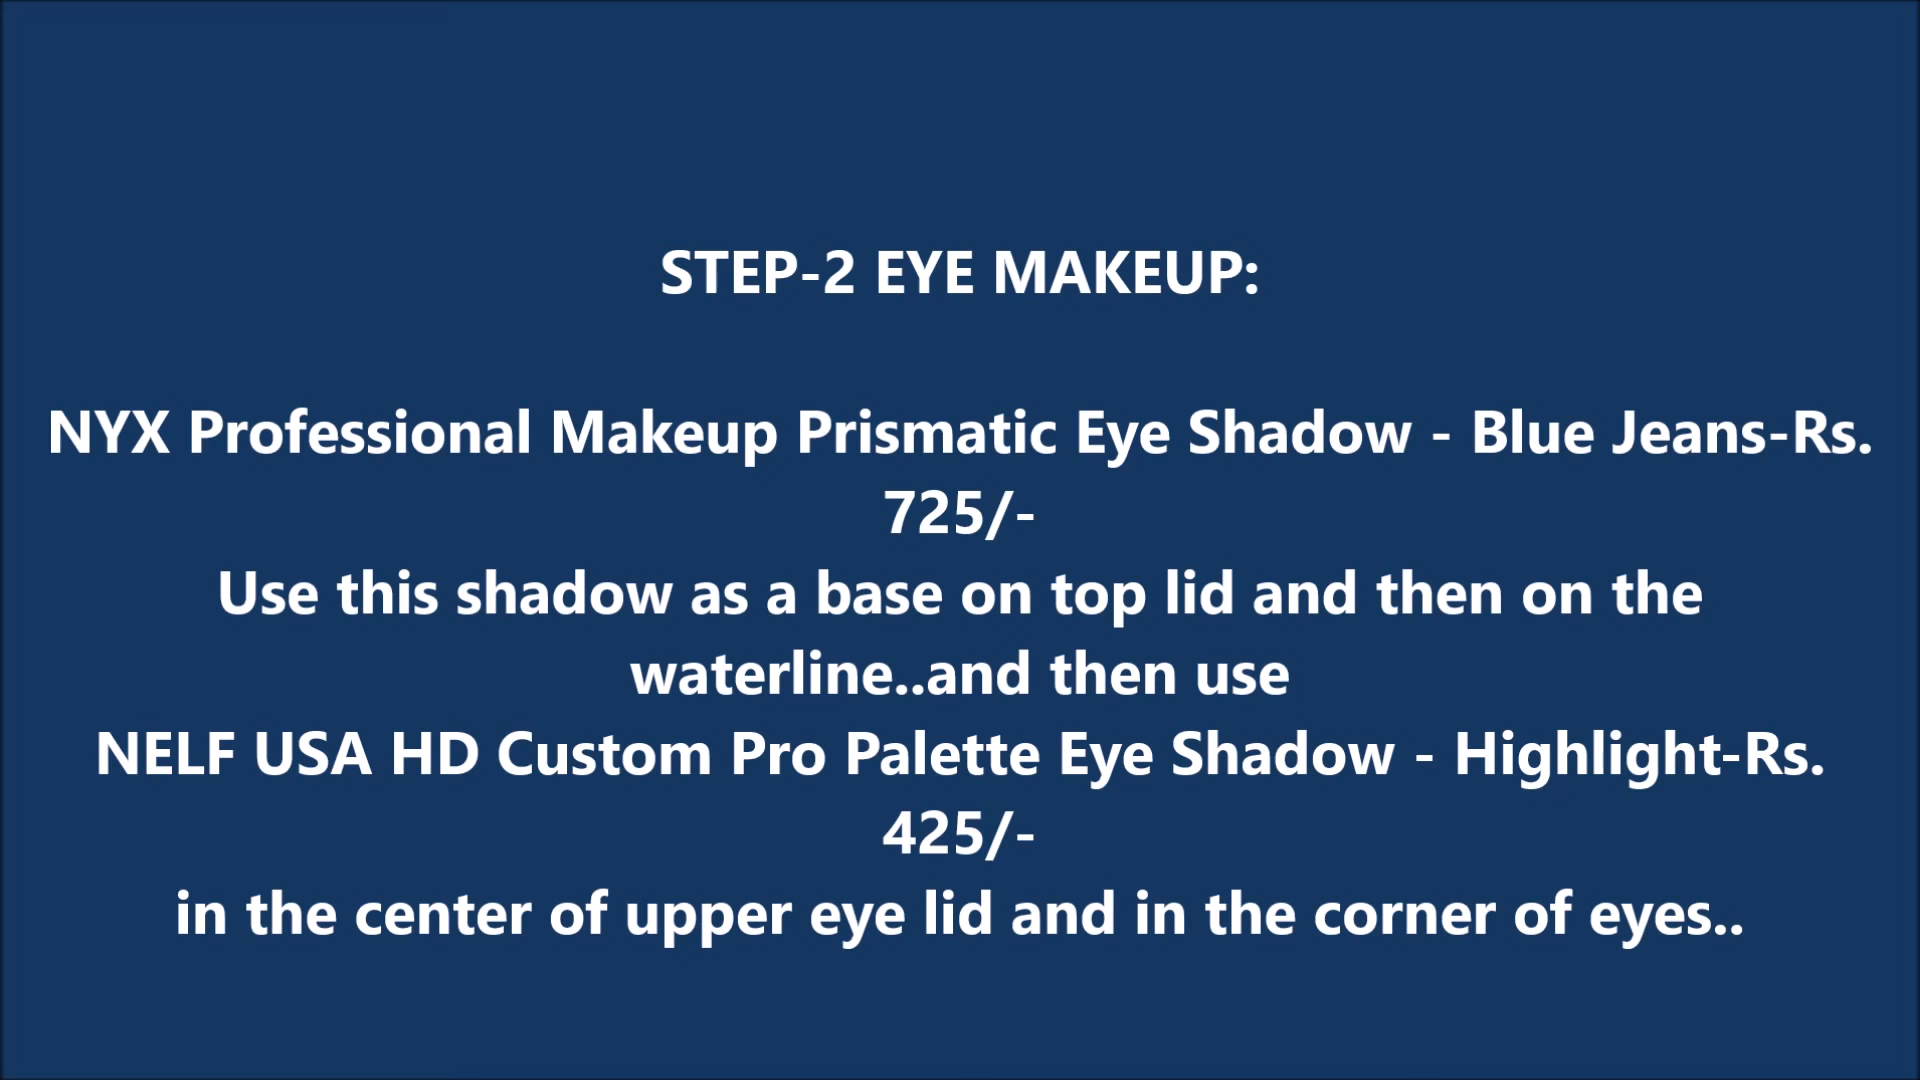 STEP-2 EYE MAKEUP:
NYX Professional Makeup Prismatic Eye Shadow - Blue Jeans-Rs.
725/-
Use this shadow as a base on top lid and then on the
waterline..and then use
NELF USA HD Custom Pro Palette Eye Shadow - Highlight-Rs.
425/-
in the center of upper eye lid and in the corner of eyes..